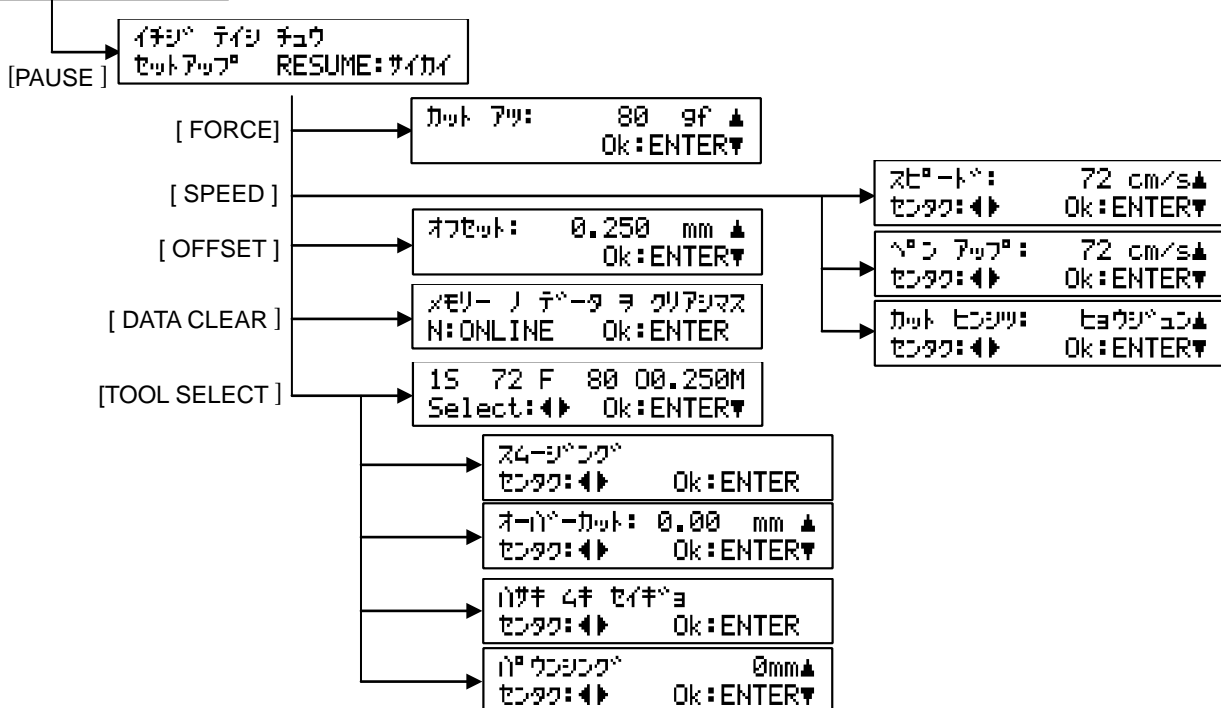 イチジ テイシ チュウ
セットアップ RESUME:サイカイ
[PAUSE ]
[ FORCE]
カット アツ: 80 gf ▲
Ok:ENTER▼
[ SPEED ]
スピード: 72 cm/s▲
センタク:◀▶ Ok:ENTER▼
ペン アップ: 72 cm/s▲
センタク:◀▶ Ok:ENTER▼
カット ヒンシツ: ヒョウジュン▲
センタク:◀▶ Ok:ENTER▼
[ OFFSET ]
オフセット: 0.250 mm ▲
Ok:ENTER▼
[ DATA CLEAR ]
メモリー ノ データ ヲ クリアシマス
N:ONLINE Ok:ENTER
[TOOL SELECT ]
1S 72 F 80 O0.250M
Select:◀▶ Ok:ENTER▼
スムージング
センタク:◀▶ Ok:ENTER
オーバーカット: 0.00 mm ▲
センタク:◀▶ Ok:ENTER▼
ハサキ ムキ セイギョ
センタク:◀▶ Ok:ENTER
パウンシング 0mm▲
センタク:◀▶ Ok:ENTER▼